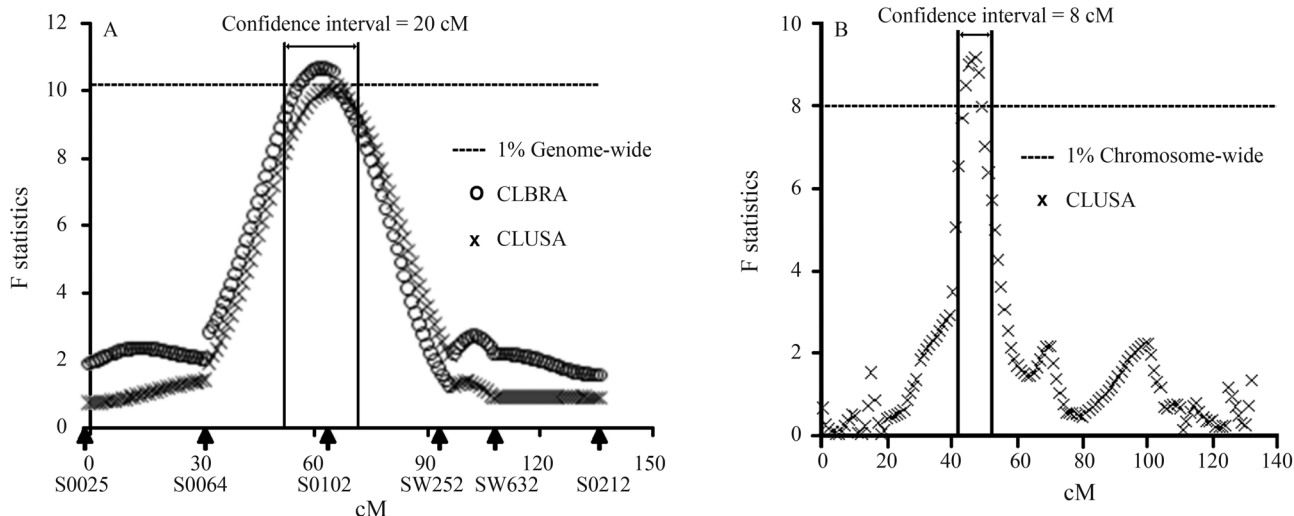 A
Confidence interval = 20 cM
12
10
8
6
4
2
0
F statistics
1% Genome-wide
CLBRA
CLUSA
0 30 60 90 120 150
S0025 S0064 S0102 SW252 SW632 S0212
cM
B
Confidence interval = 8 cM
10
8
6
4
2
0
F statistics
1% Chromosome-wide
CLUSA
0 20 40 60 80 100 120 140
cM